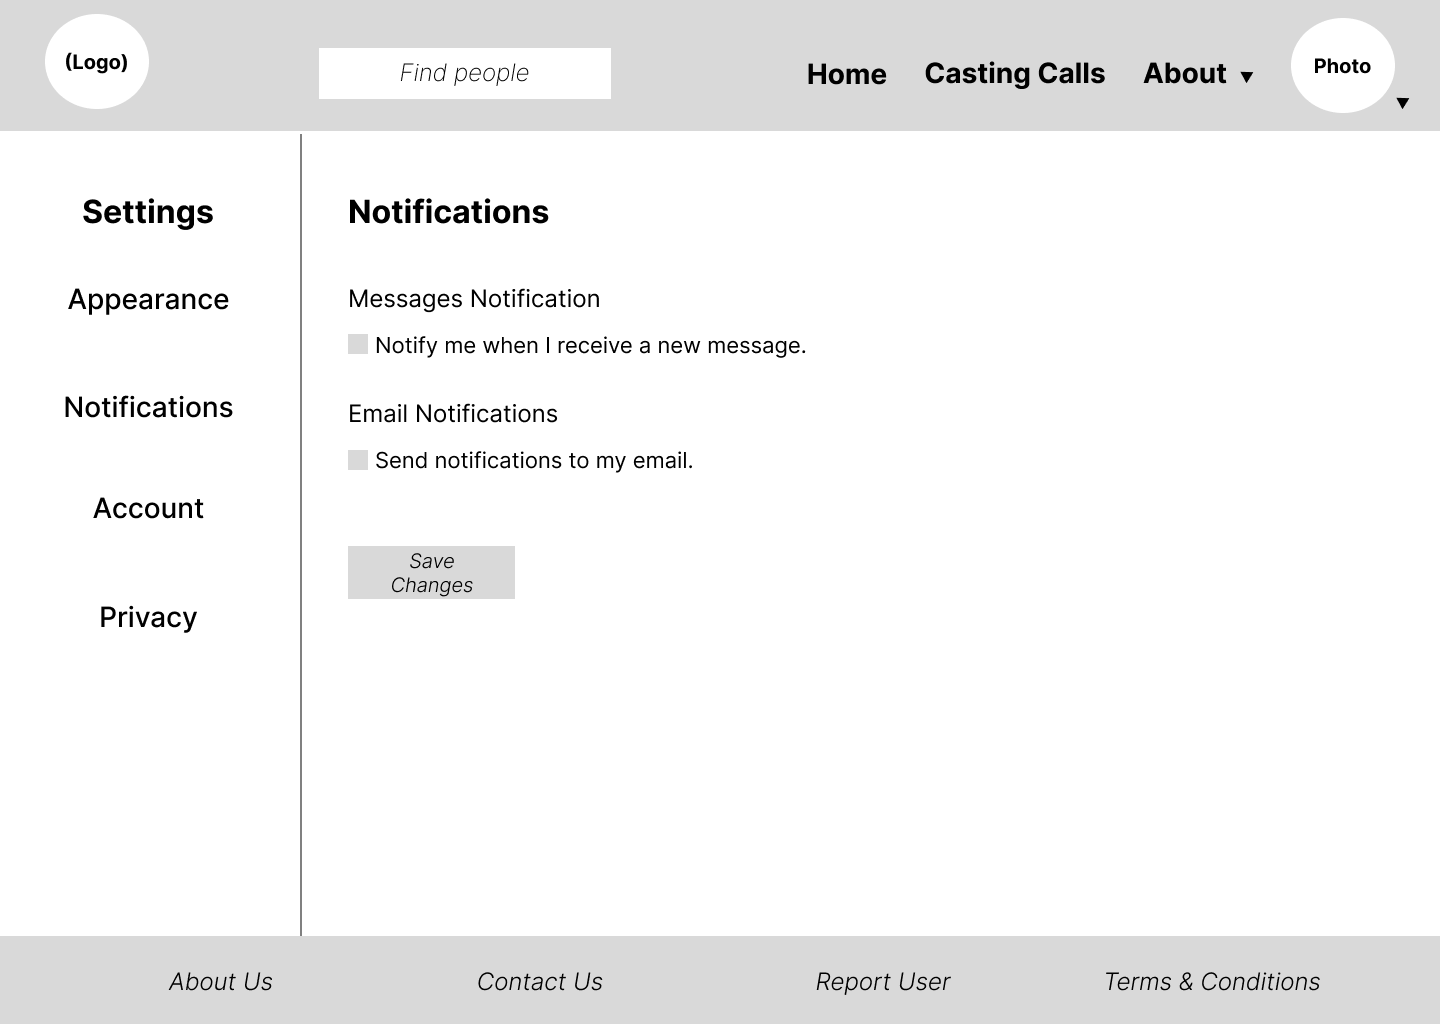 (Logo)
Find people
Home
Casting Calls
About ▼
Photo
▼
Settings
Appearance
Notifications
Account
Privacy
Notifications
Messages Notification
Notify me when I receive a new message.
Email Notifications
Send notifications to my email.
Save
Changes
About Us
Contact Us
Report User
Terms & Conditions